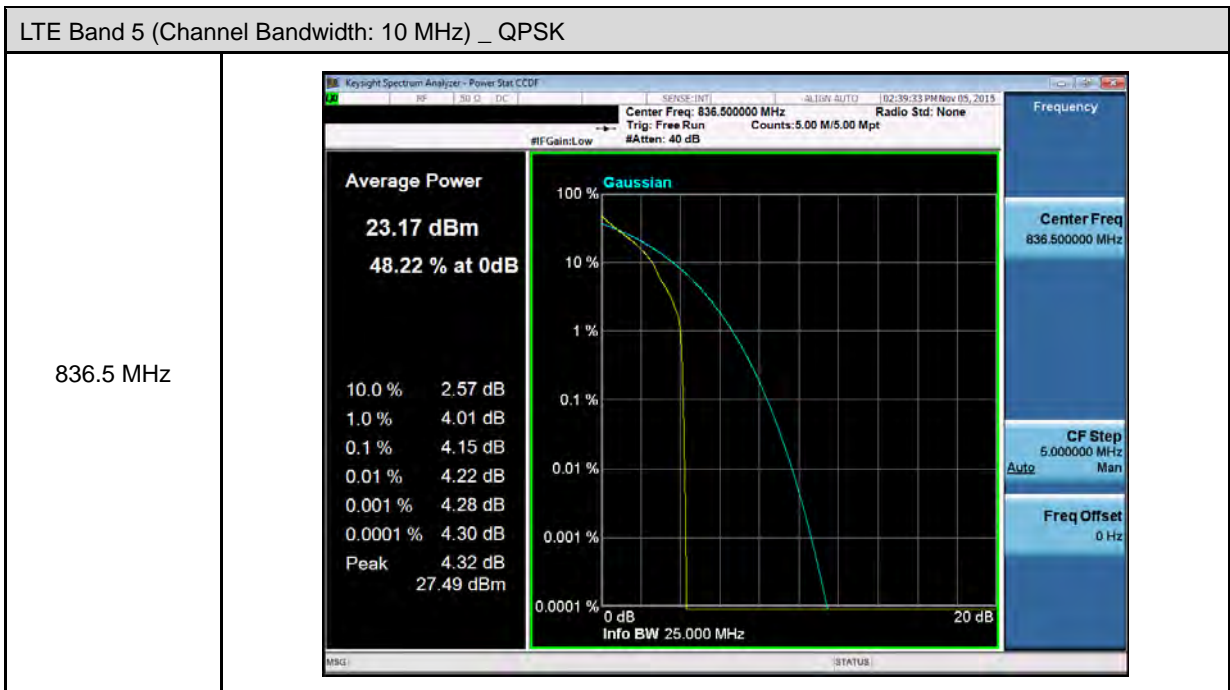 LTE Band 5 (Channel Bandwidth: 10 MHz) _ QPSK
836.5 MHz
Keysight Spectrum Analyzer - Power Stat CCDF
RF 50 Ω DC SENSE:INT ALIGN AUTO 02:39:33 PM Nov 05, 2015
Center Freq: 836.500000 MHz Radio Std: None
Trig: Free Run Counts:5.00 M/5.00 Mpt
#IFGain:Low #Atten: 40 dB
Average Power
23.17 dBm
48.22 % at 0dB
10.0 % 2.57 dB
1.0 % 4.01 dB
0.1 % 4.15 dB
0.01 % 4.22 dB
0.001 % 4.28 dB
0.0001 % 4.30 dB
Peak 4.32 dB
27.49 dBm
Gaussian
100 %
10 %
1 %
0.1 %
0.01 %
0.001 %
0.0001 %
0 dB 20 dB
Info BW 25.000 MHz
Frequency
Center Freq
836.500000 MHz
CF Step
5.000000 MHz
Auto Man
Freq Offset
0 Hz
MSG STATUS